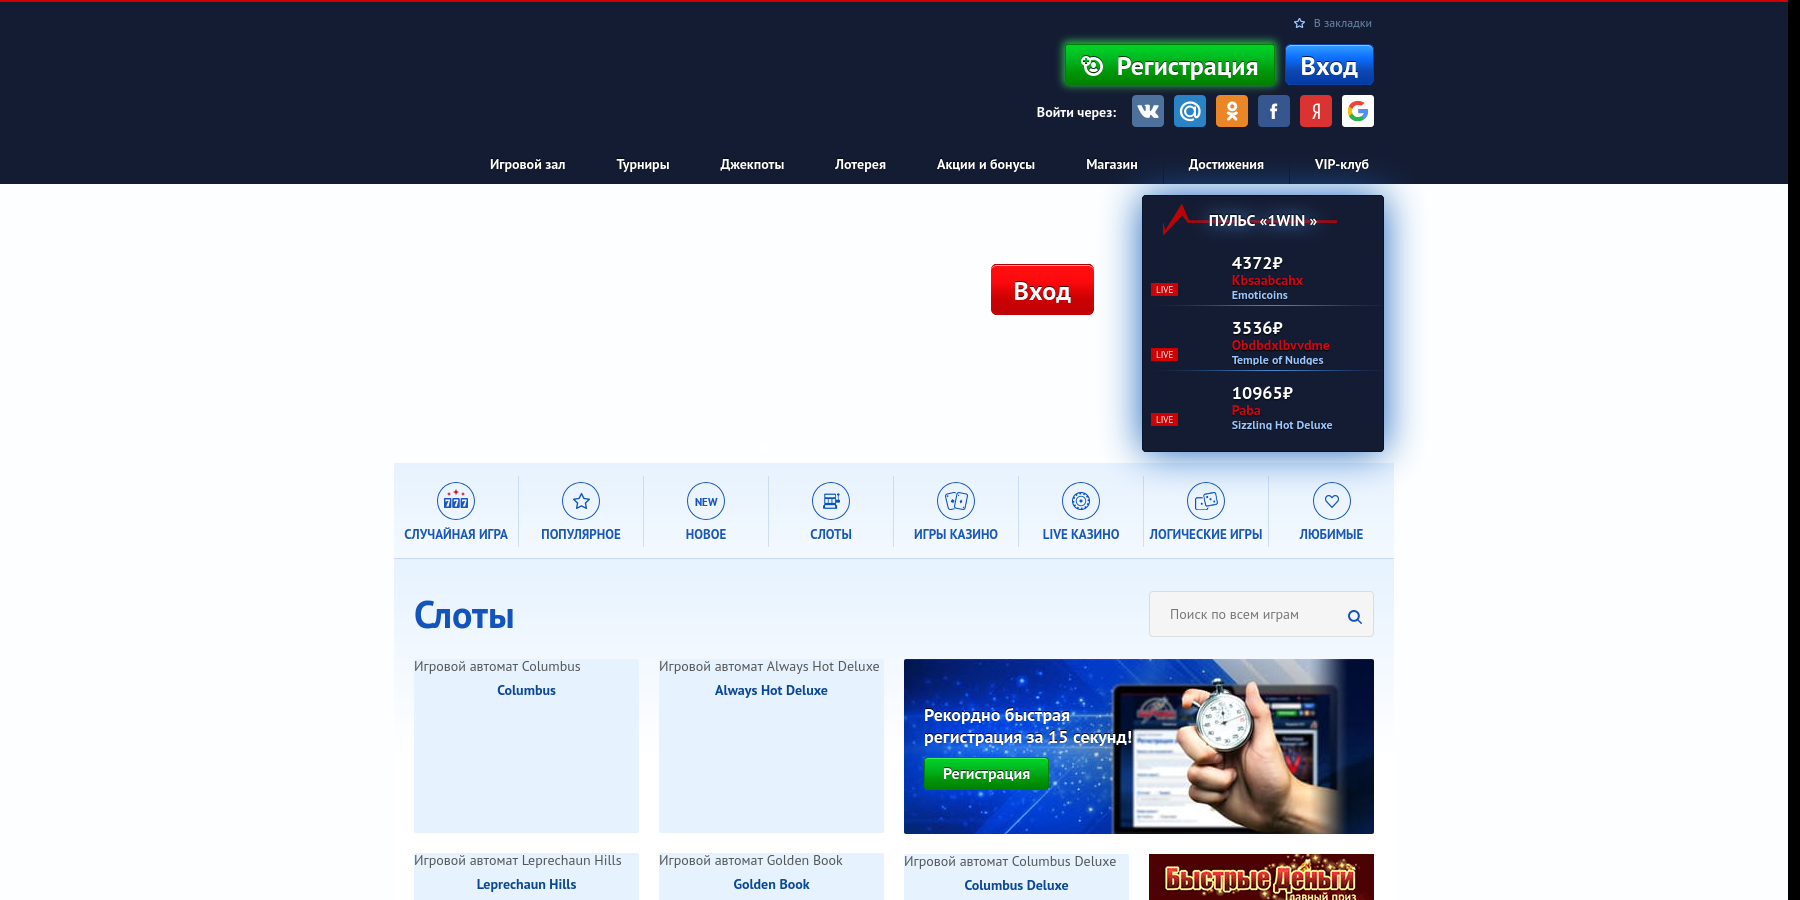 В закладки
Регистрация
Вход
Войти через:
Игровой зал
Турниры
Джекпоты
Лотерея
Акции и бонусы
Магазин
Достижения
VIP-клуб
ПУЛЬС «1WIN »
4372₽
Kbsaabcahx
LIVE
Emoticoins
3536₽
Obdbdxlbvvdme
LIVE
Temple of Nudges
10965₽
Paba
LIVE
Sizzling Hot Deluxe
Вход
777
NEW
СЛУЧАЙНАЯ ИГРА
ПОПУЛЯРНОЕ
НОВОЕ
СЛОТЫ
ИГРЫ КАЗИНО
LIVE КАЗИНО
ЛОГИЧЕСКИЕ ИГРЫ
ЛЮБИМЫЕ
Слоты
Поиск по всем играм
Игровой автомат Columbus
Columbus
Игровой автомат Always Hot Deluxe
Always Hot Deluxe
Рекордно быстрая
регистрация за 15 секунд!
Регистрация
Игровой автомат Leprechaun Hills
Leprechaun Hills
Игровой автомат Golden Book
Golden Book
Игровой автомат Columbus Deluxe
Columbus Deluxe
Быстрые Деньги
Главный приз